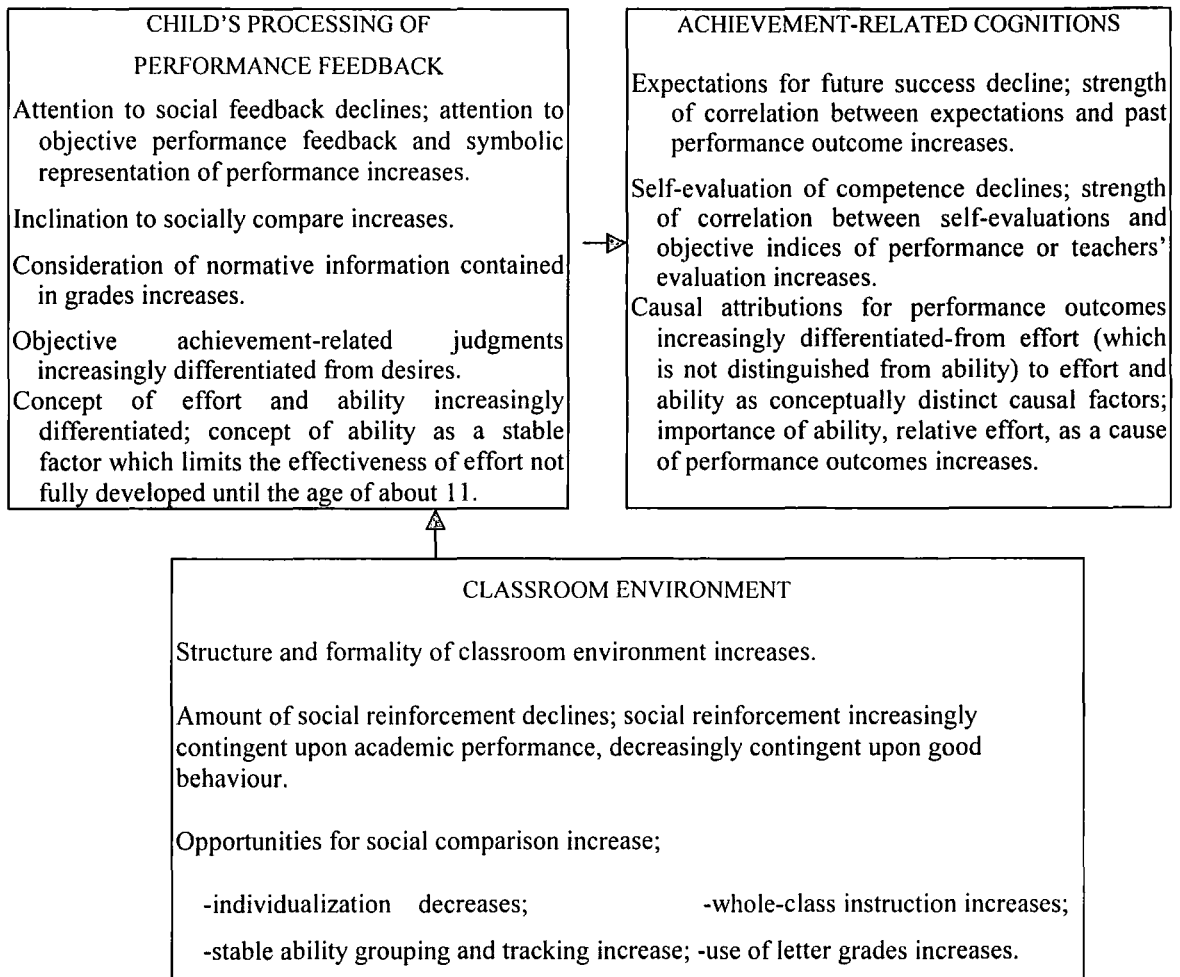 CHILD'S PROCESSING OF
PERFORMANCE FEEDBACK
Attention to social feedback declines; attention to
objective performance feedback and symbolic
representation of performance increases.
Inclination to socially compare increases.
Consideration of normative information contained
in grades increases.
Objective achievement-related judgments
increasingly differentiated from desires.
Concept of effort and ability increasingly
differentiated; concept of ability as a stable
factor which limits the effectiveness of effort not
fully developed until the age of about 11.
ACHIEVEMENT-RELATED COGNITIONS
Expectations for future success decline; strength
of correlation between expectations and past
performance outcome increases.
Self-evaluation of competence declines; strength
of correlation between self-evaluations and
objective indices of performance or teachers'
evaluation increases.
Causal attributions for performance outcomes
increasingly differentiated-from effort (which
is not distinguished from ability) to effort and
ability as conceptually distinct causal factors;
importance of ability, relative effort, as a cause
of performance outcomes increases.
CLASSROOM ENVIRONMENT
Structure and formality of classroom environment increases.
Amount of social reinforcement declines; social reinforcement increasingly
contingent upon academic performance, decreasingly contingent upon good
behaviour.
Opportunities for social comparison increase;
-individualization decreases; -whole-class instruction increases;
-stable ability grouping and tracking increase; -use of letter grades increases.